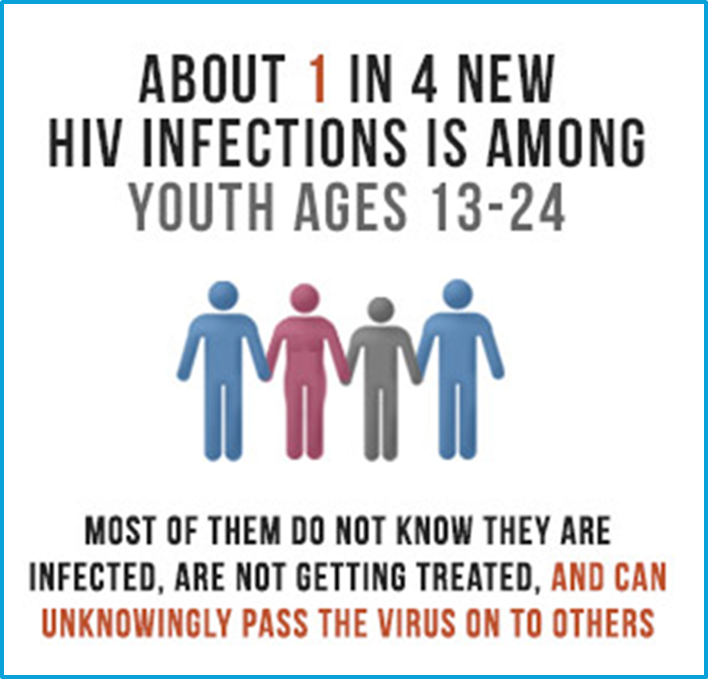 ABOUT 1 IN 4 NEW
HIV INFECTIONS IS AMONG
YOUTH AGES 13-24
MOST OF THEM DO NOT KNOW THEY ARE
INFECTED, ARE NOT GETTING TREATED, AND CAN
UNKNOWINGLY PASS THE VIRUS ON TO OTHERS